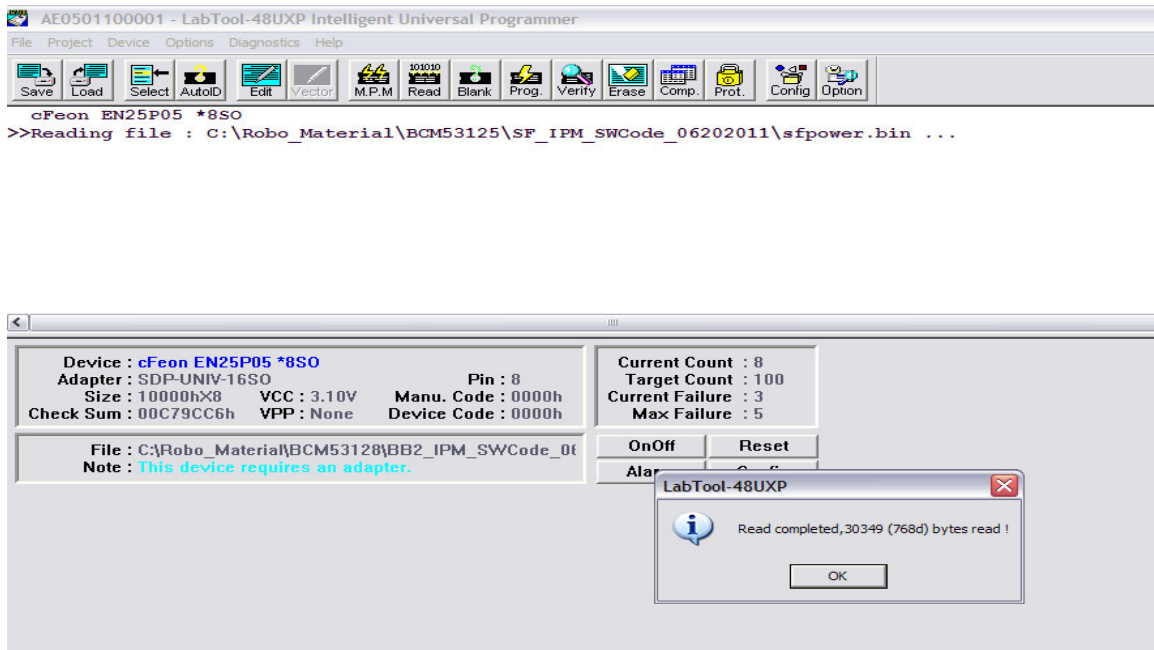 AE0501100001 - LabTool-48UXP Intelligent Universal Programmer
File Project Device Options Diagnostics Help
101010
Save Load Select AutoID Edit Vector M.P.M Read Blank Prog. Verify Erase Comp. Prot. Config Option
cFeon EN25P05 *8SO
>>Reading file : C:\Robo_Material\BCM53125\SF_IPM_SWCode_06202011\sfpower.bin ...
Device : cFeon EN25P05 *8SO
Adapter : SDP-UNIV-16SO Pin : 8
Size : 10000hX8 VCC : 3.10V Manu. Code : 0000h
Check Sum : 00C79CC6h VPP : None Device Code : 0000h
Current Count : 8
Target Count : 100
Current Failure : 3
Max Failure : 5
File : C:\Robo_Material\BCM53128\BB2_IPM_SWCode_0
Note : This device requires an adapter.
OnOff Reset
LabTool-48UXP
Read completed,30349 (768d) bytes read !
OK